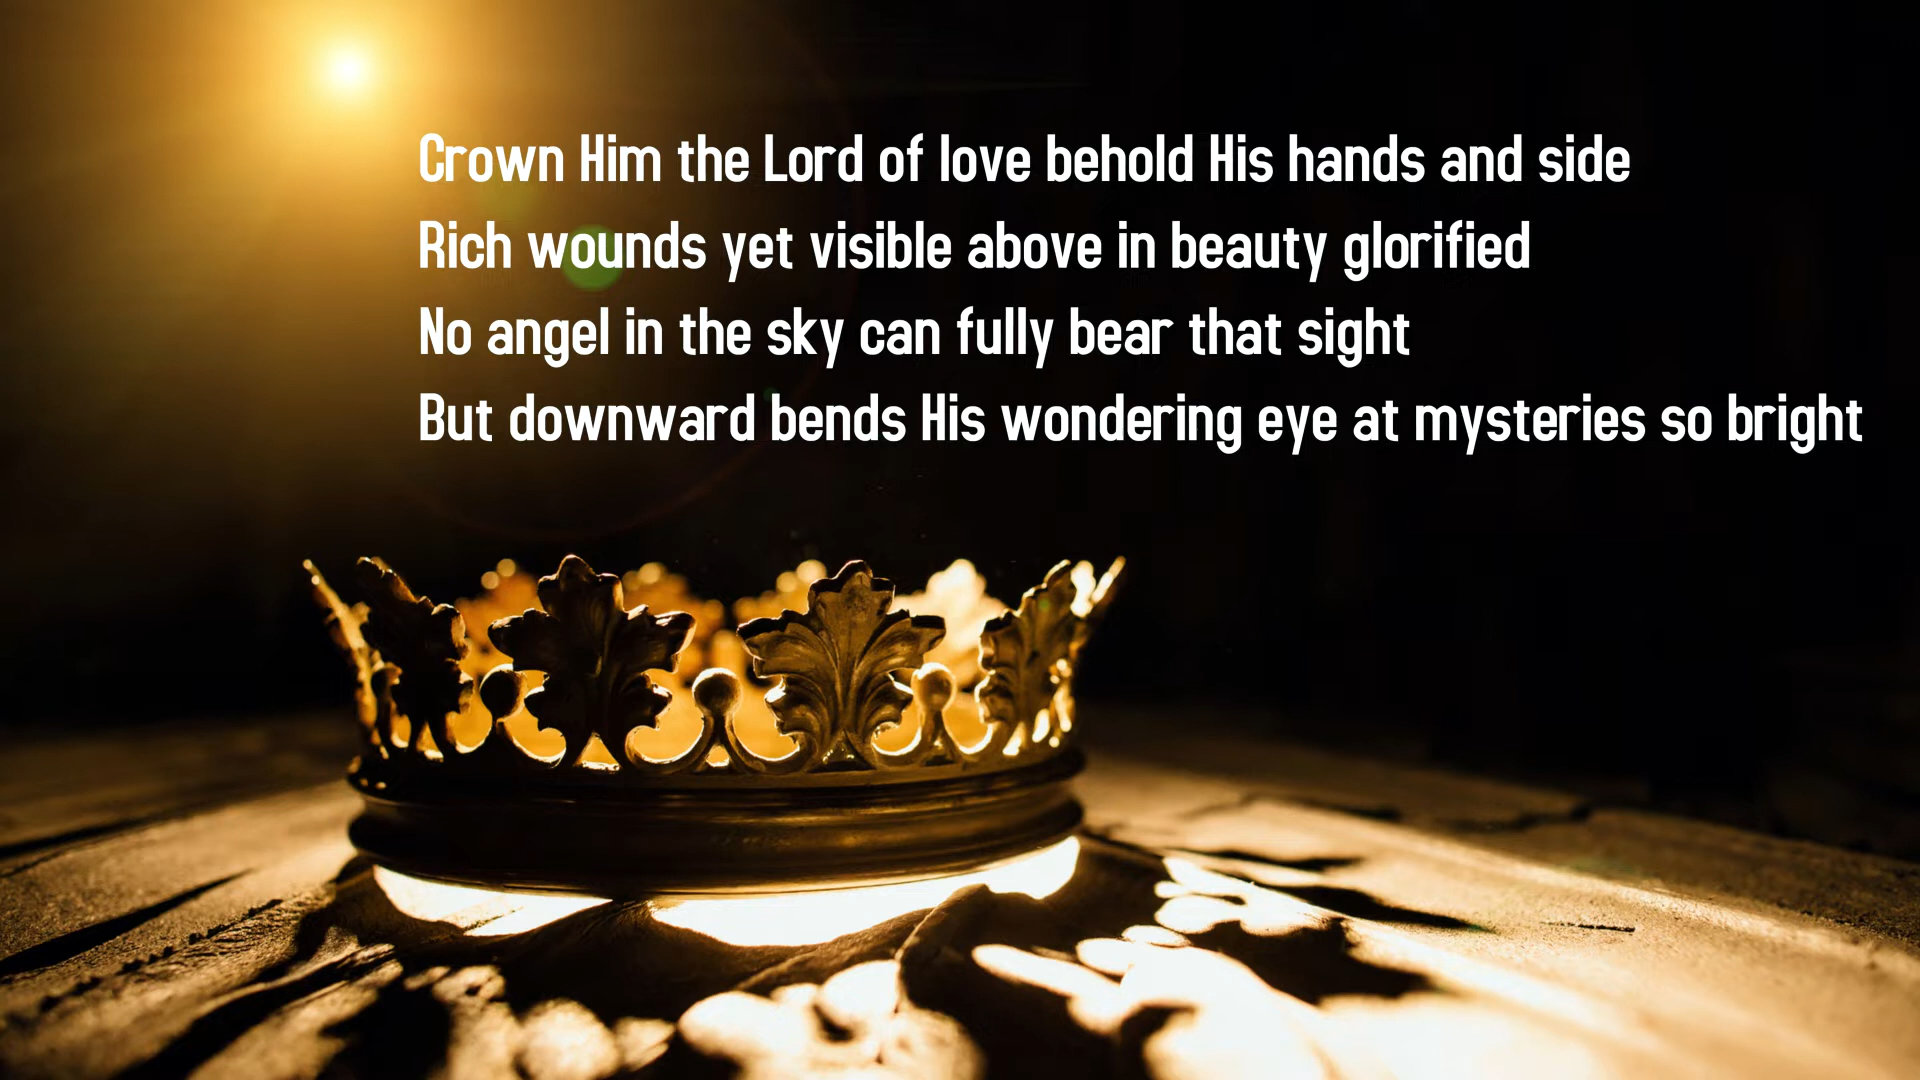 Crown Him the Lord of love behold His hands and side
Rich wounds yet visible above in beauty glorified
No angel in the sky can fully bear that sight
But downward bends His wondering eye at mysteries so bright